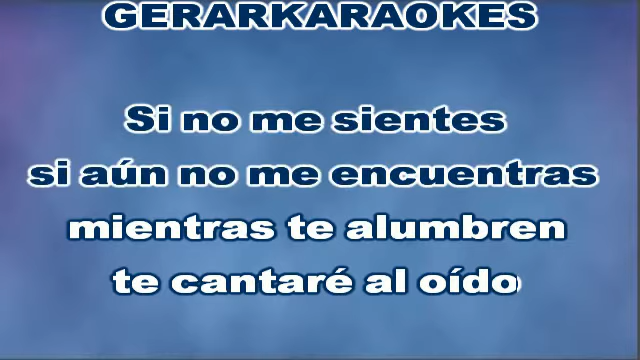 GERARKARAOKES
Si no me sientes
si aún no me encuentras
mientras te alumbren
te cantaré al oído